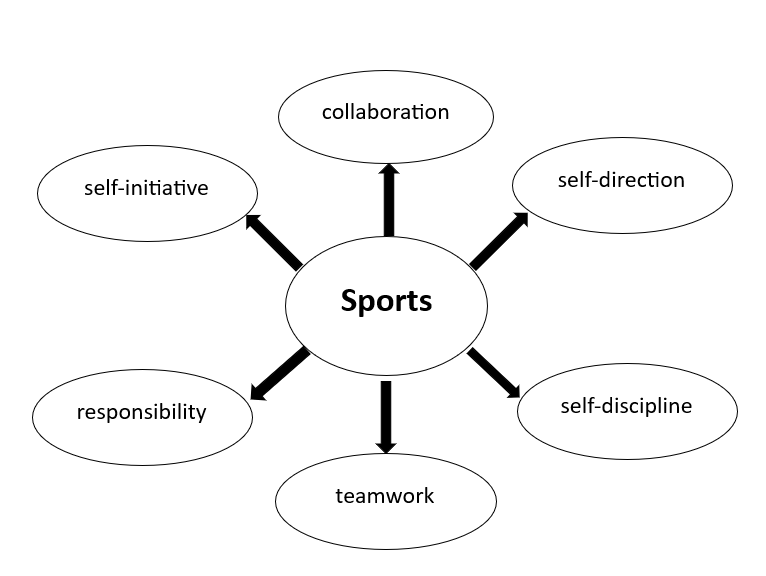 collaboration
self-initiative
self-direction
Sports
responsibility
self-discipline
teamwork